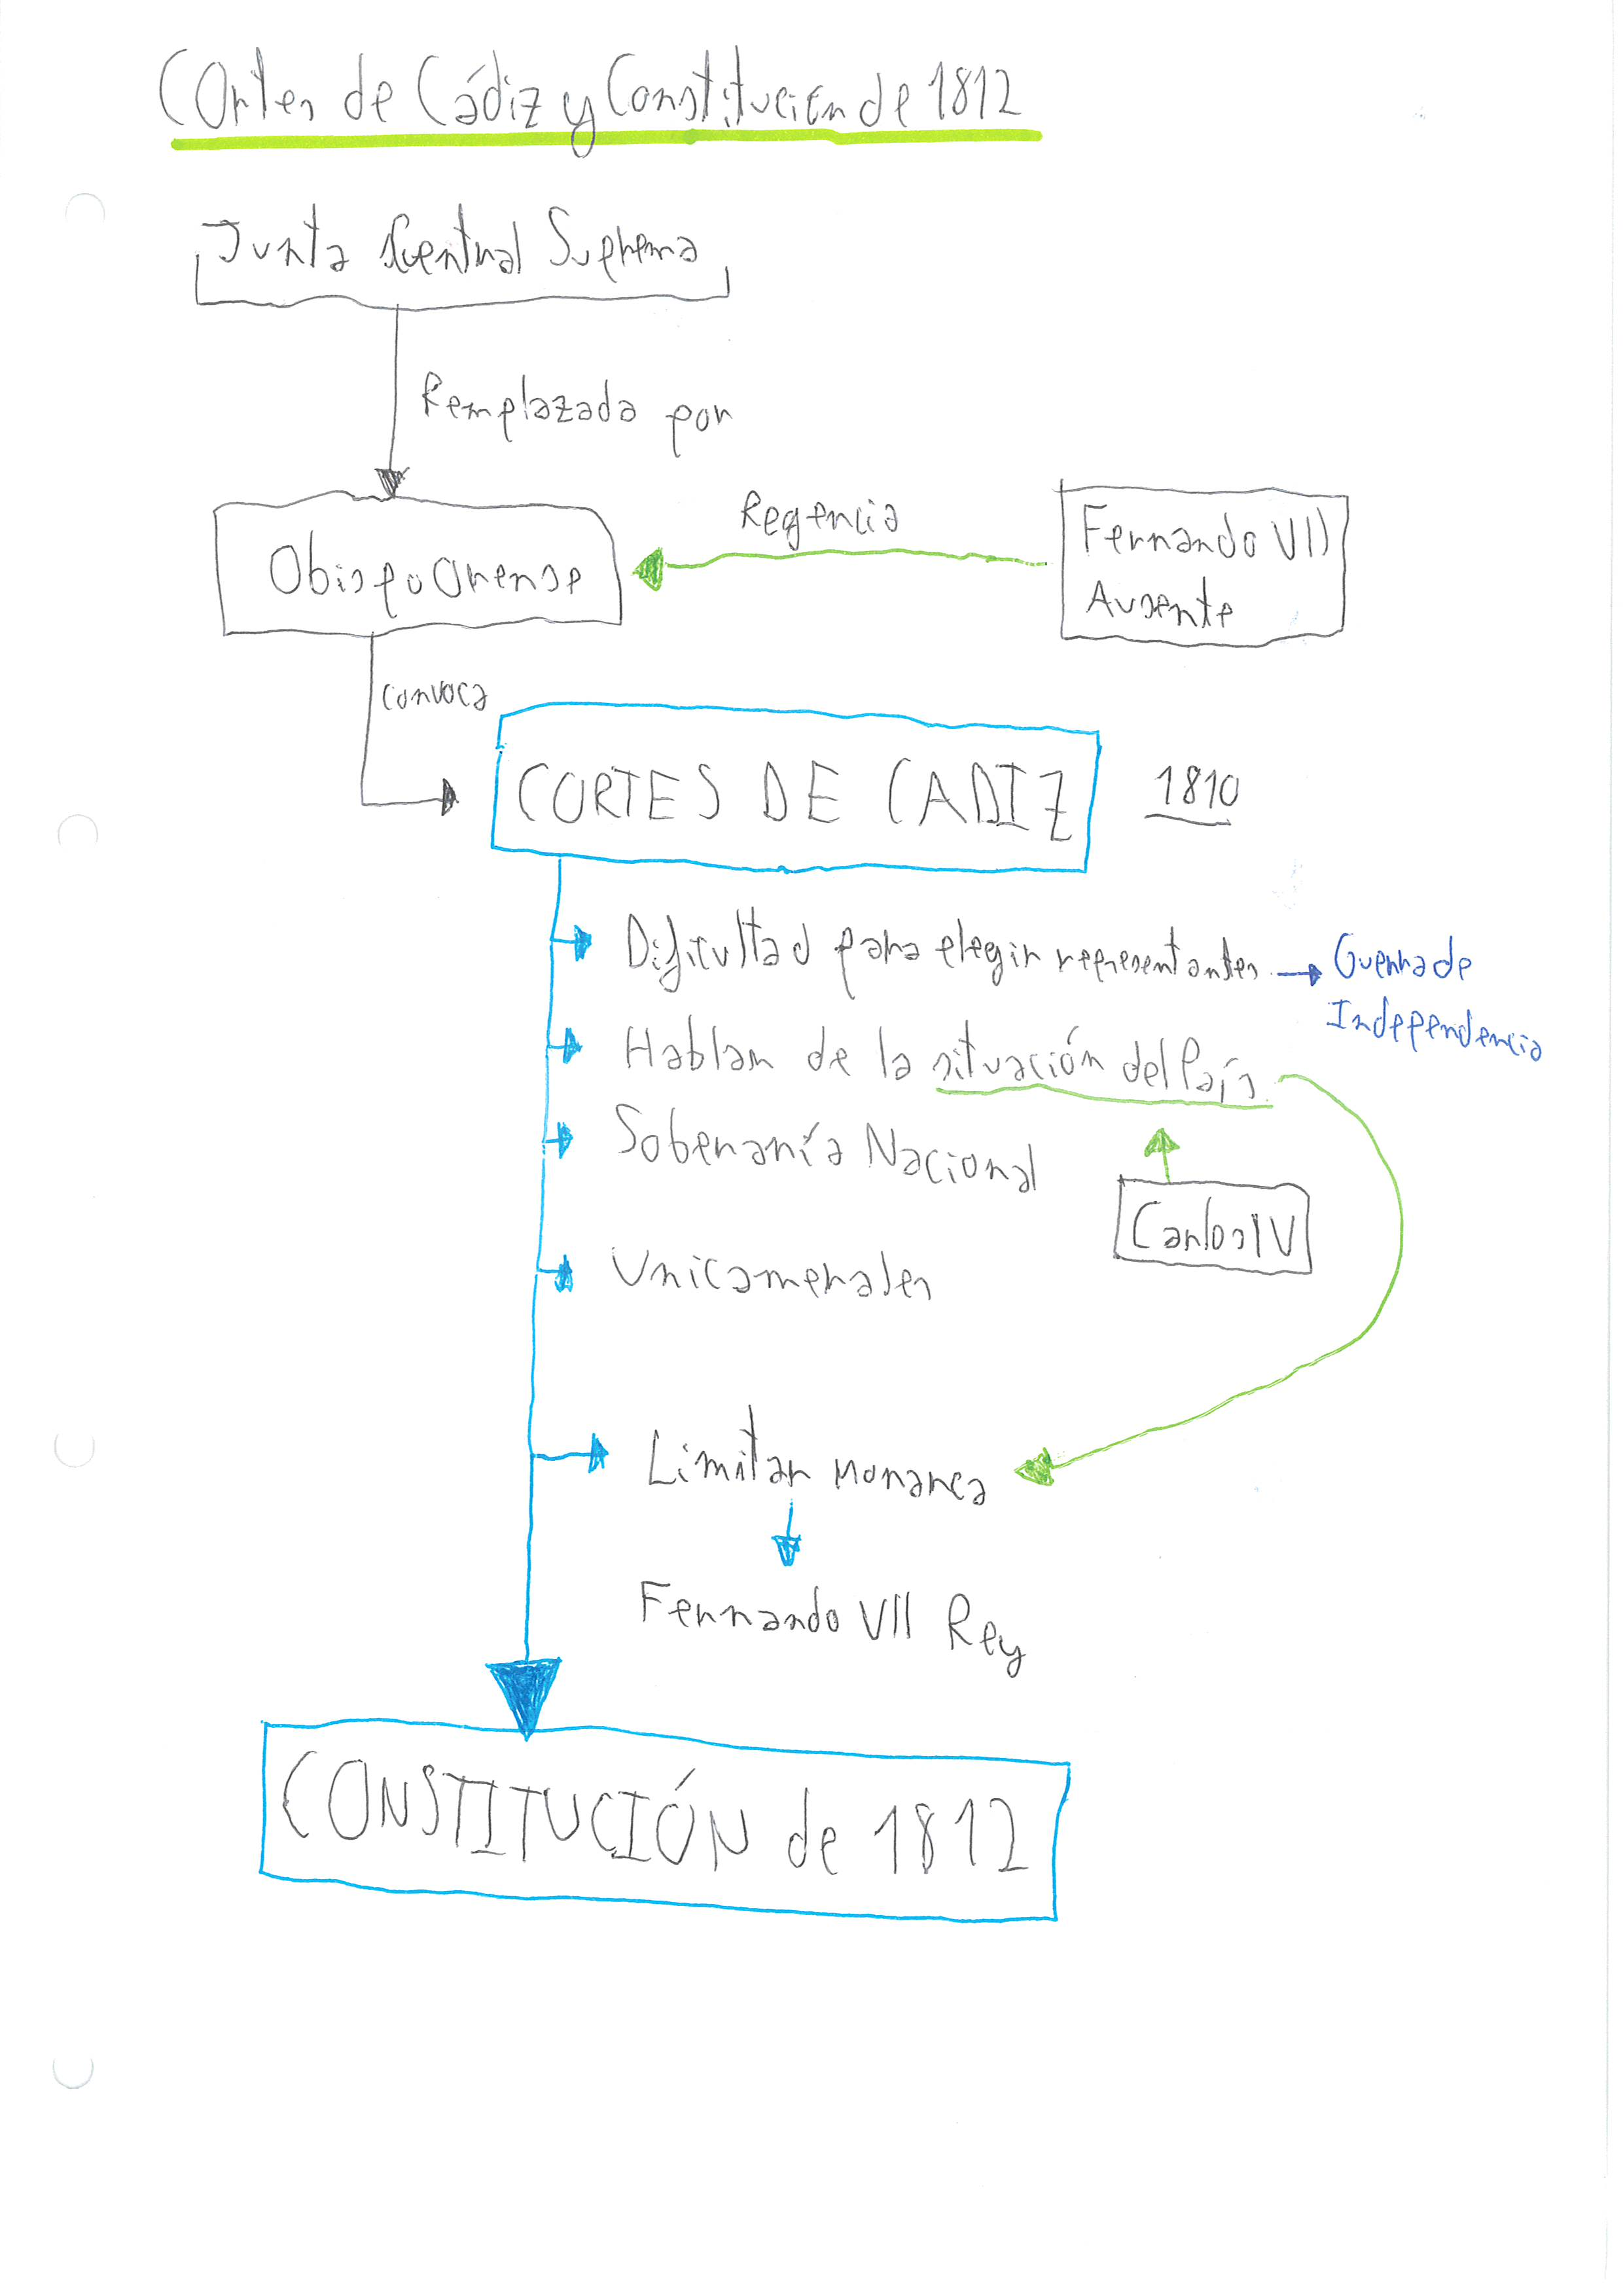 Cortes de Cádiz y Constitución de 1812
Junta Central Suprema
Remplazada por
Regencia
Obispo Orense
Fernando VII
Ausente
convoca
CORTES DE CADIZ
1810
Dificultad para elegir representantes → Guerra de
Independencia
Hablan de la situación del País
Soberanía Nacional
Carlos IV
Unicamerales
Limitar Monarca
Fernando VII Rey
CONSTITUCIÓN de 1812